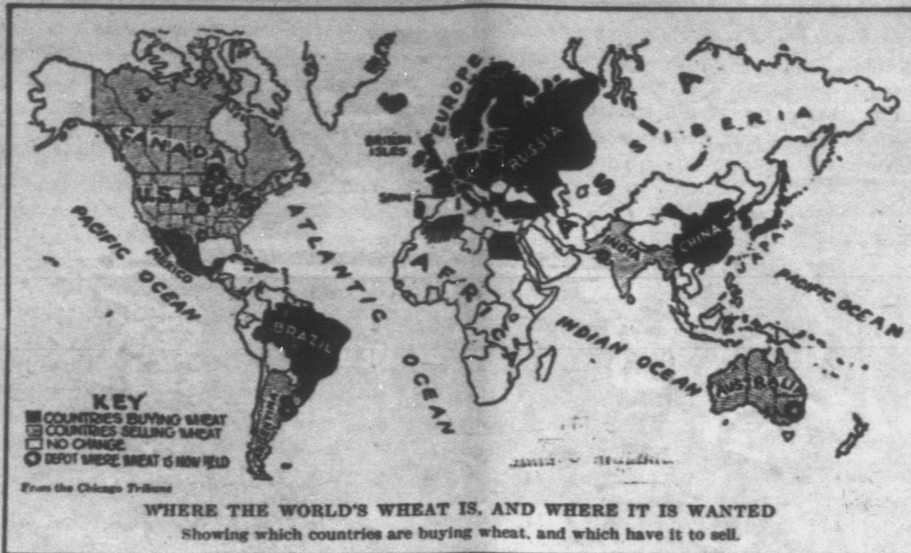 EUROPE
BRITISH
ISLES
RUSSIA
SIBERIA
CANADA
U.S.A.
SPAIN
ATLANTIC
OCEAN
PACIFIC
OCEAN
MEXICO
AFRICA
INDIA
CHINA
JAPAN
PACIFIC OCEAN
BRAZIL
INDIAN OCEAN
AUSTRALIA
ARGENTINA
KEY
COUNTRIES BUYING WHEAT
COUNTRIES SELLING WHEAT
NO CHANGE
DEPOT WHERE WHEAT IS NOW HELD
From the Chicago Tribune
WHERE THE WORLD'S WHEAT IS, AND WHERE IT IS WANTED
Showing which countries are buying wheat, and which have it to sell.